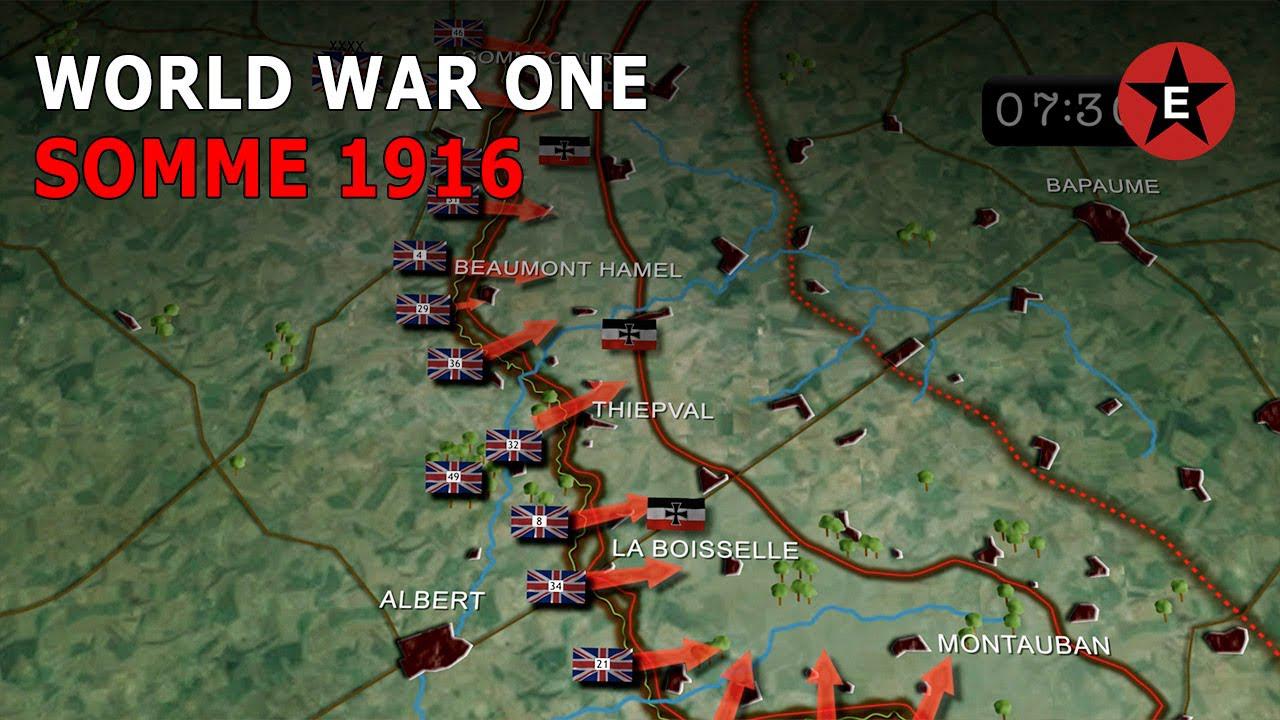 WORLD WAR ONE
SOMME 1916
46
XXXX
07:30
E
BAPAUME
4
BEAUMONT HAMEL
29
36
THIEPVAL
32
49
8
LA BOISSELLE
34
ALBERT
21
MONTAUBAN